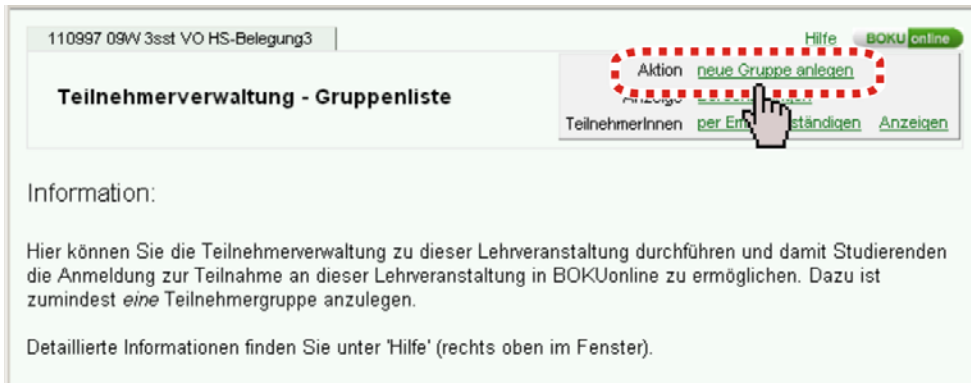 110997 09W 3sst VO HS-Belegung3
Hilfe BOKU online
Aktion neue Gruppe anlegen
Teilnehmerverwaltung - Gruppenliste
Anzeige
TeilnehmerInnen per Anzeigen
Information:
Hier können Sie die Teilnehmerverwaltung zu dieser Lehrveranstaltung durchführen und damit Studierenden
die Anmeldung zur Teilnahme an dieser Lehrveranstaltung in BOKUonline zu ermöglichen. Dazu ist
zumindest eine Teilnehmergruppe anzulegen.
Detaillierte Informationen finden Sie unter 'Hilfe' (rechts oben im Fenster).